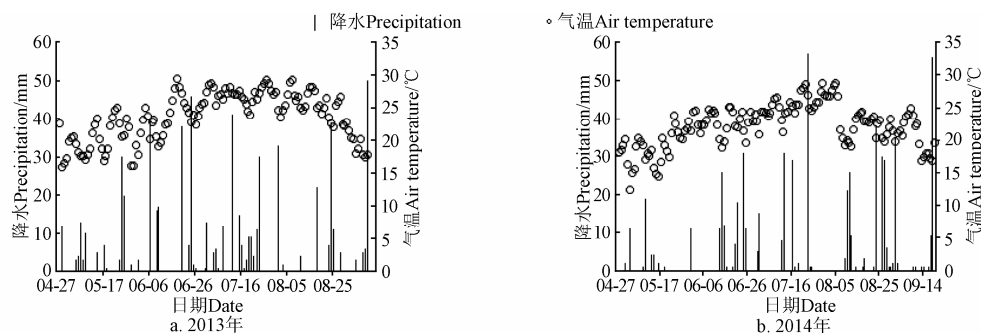 降水Precipitation
气温Air temperature
60
50
40
30
20
10
0
降水Precipitation/mm
35
30
25
20
15
10
5
0
气温Air temperature/℃
04-27 05-17 06-06 06-26 07-16 08-05 08-25
日期Date
a. 2013年
60
50
40
30
20
10
0
降水Precipitation/mm
35
30
25
20
15
10
5
0
气温Air temperature/℃
04-27 05-17 06-06 06-26 07-16 08-05 08-25 09-14
日期Date
b. 2014年